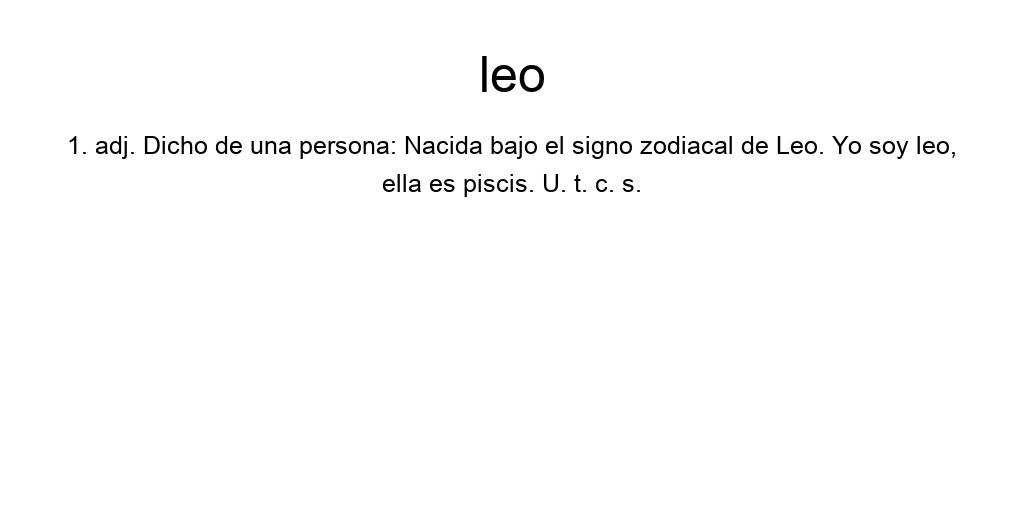 leo
1. adj. Dicho de una persona: Nacida bajo el signo zodiacal de Leo. Yo soy leo,
ella es piscis. U. t. c. s.